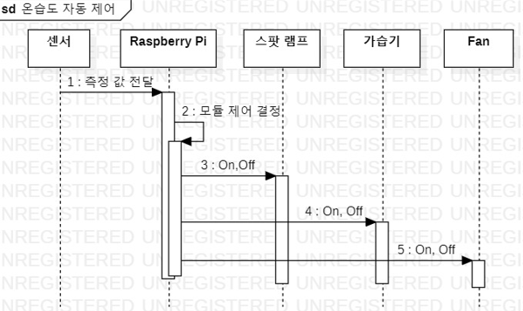 sd 온습도 자동 제어
센서
Raspberry Pi
스팟 램프
가습기
Fan
1 : 측정 값 전달
2 : 모듈 제어 결정
3 : On,Off
4 : On, Off
5 : On, Off
UNREGISTERED